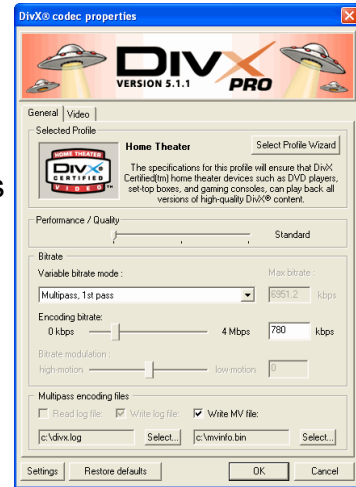 DivX® codec properties
DIVX
VERSION 5.1.1 PRO
General Video
Selected Profile
HOME THEATER
DIVX
CERTIFIED
VIDEO
Home Theater
Select Profile Wizard
The specifications for this profile will ensure that DivX
Certified(tm) home theater devices such as DVD players,
set-top boxes, and gaming consoles, can play back all
versions of high-quality DivX® content.
Performance / Quality
Standard
Bitrate
Variable bitrate mode :
Max bitrate :
Multipass, 1st pass
6951.2 kbps
Encoding bitrate:
0 kbps 4 Mbps 780 kbps
Bitrate modulation :
high-motion low-motion 0
Multipass encoding files
Read log file: Write log file: Write MV file:
c:\divx.log Select... c:\mvinfo.bin Select...
Settings Restore defaults OK Cancel
s